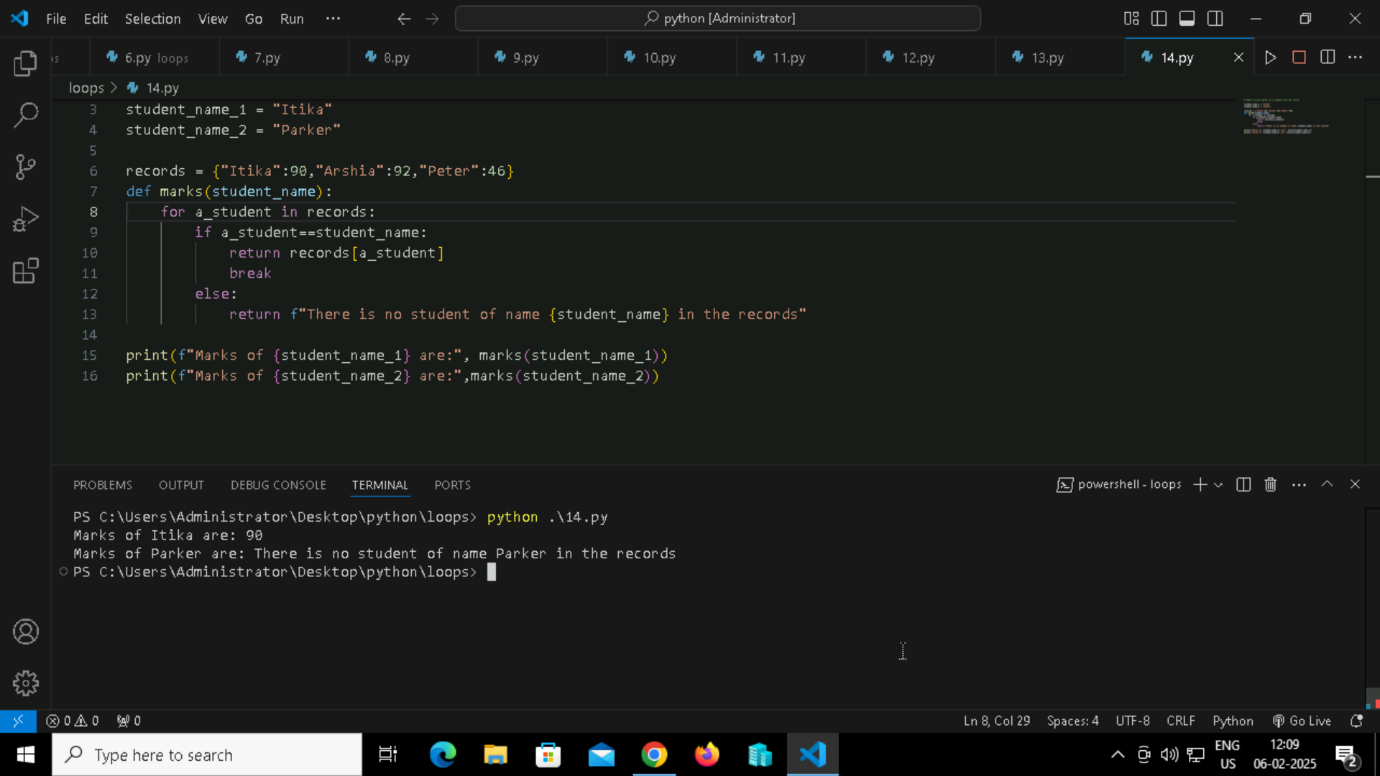 File Edit Selection View Go Run ··· python [Administrator]
6.py loops 7.py 8.py 9.py 10.py 11.py 12.py 13.py 14.py
loops > 14.py
3 student_name_1 = "Itika"
4 student_name_2 = "Parker"
5
6 records = {"Itika":90,"Arshia":92,"Peter":46}
7 def marks(student_name):
8 for a_student in records:
9 if a_student==student_name:
10 return records[a_student]
11 break
12 else:
13 return f"There is no student of name {student_name} in the records"
14
15 print(f"Marks of {student_name_1} are:", marks(student_name_1))
16 print(f"Marks of {student_name_2} are:",marks(student_name_2))
PROBLEMS OUTPUT DEBUG CONSOLE TERMINAL PORTS powershell - loops
PS C:\Users\Administrator\Desktop\python\loops> python .\14.py
Marks of Itika are: 90
Marks of Parker are: There is no student of name Parker in the records
PS C:\Users\Administrator\Desktop\python\loops>
0 0 0 Ln 8, Col 29 Spaces: 4 UTF-8 CRLF Python Go Live
Type here to search
ENG
US
12:09
06-02-2025
2